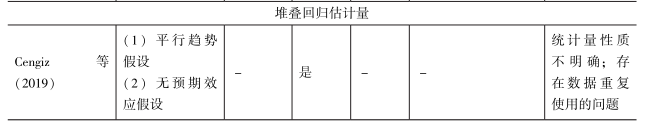 堆叠回归估计量
(1) 平行趋势 统计量性质
Cengiz 等 假设 - 是 - - 不明确；存
(2019) (2) 无预期效 在数据重复
应假设 使用的问题